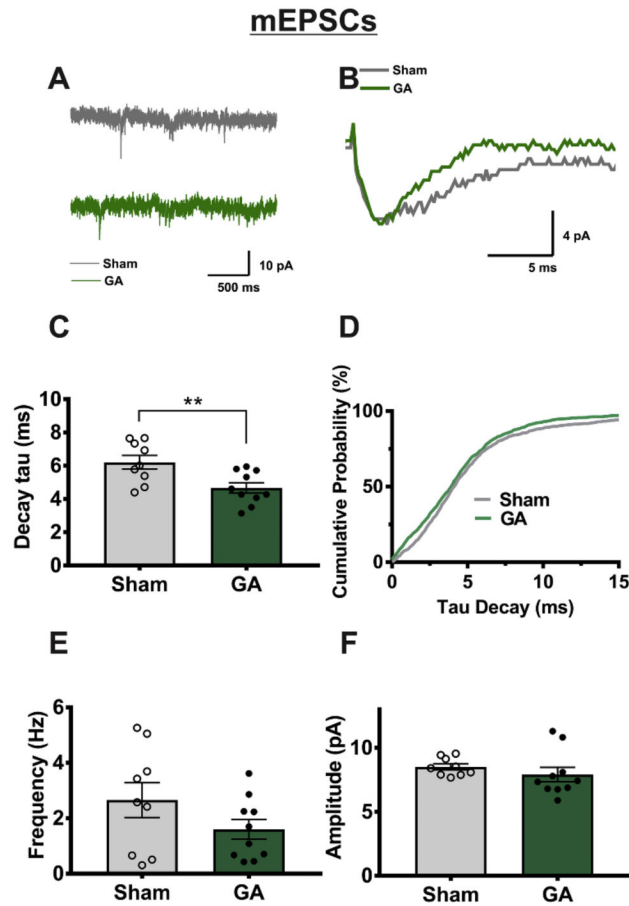 mEPSCs
A
Sham
GA
10 pA
500 ms
B
Sham
GA
4 pA
5 ms
C
Decay tau (ms)
10
8
6
4
2
0
**
Sham
GA
D
Cumulative Probability (%)
100
50
0
Sham
GA
0
5
10
15
Tau Decay (ms)
E
Frequency (Hz)
6
4
2
0
Sham
GA
F
Amplitude (pA)
10
5
0
Sham
GA